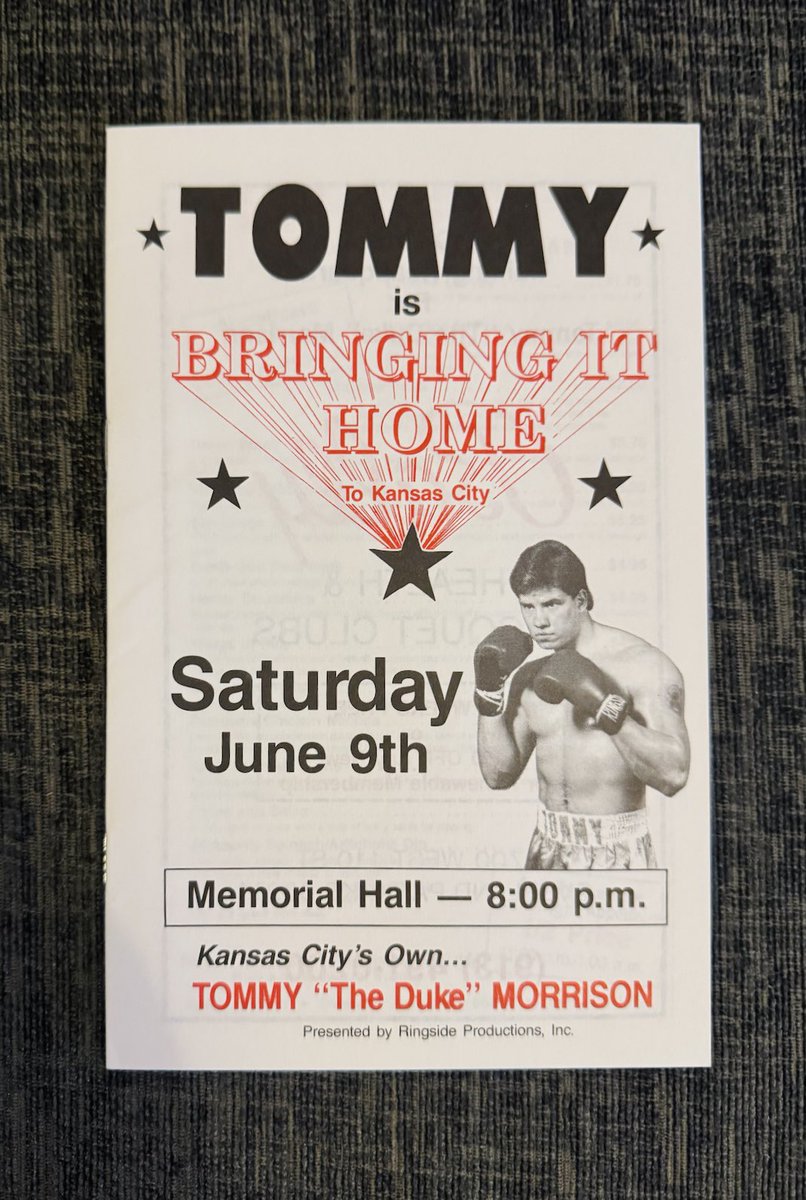 TOMMY
is
BRINGING IT
HOME
To Kansas City
Saturday
June 9th
TOMMY
Memorial Hall — 8:00 p.m.
Kansas City's Own...
TOMMY "The Duke" MORRISON
Presented by Ringside Productions, Inc.